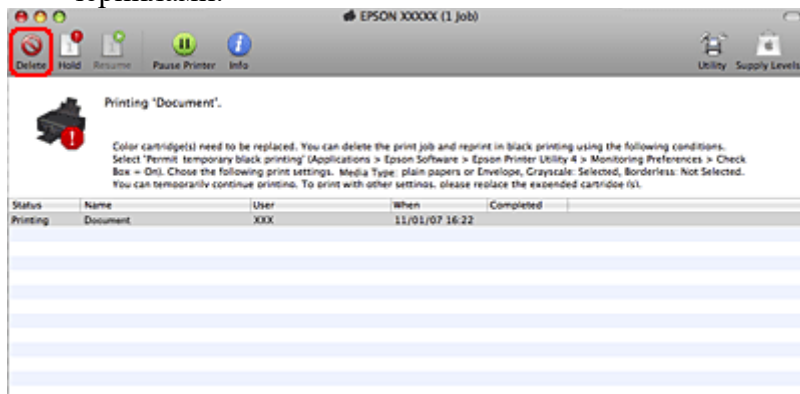 EPSON XXXXX (1 Job)
Delete Hold Resume Pause Printer Info Utility Supply Levels
Printing "Document".
Color cartridge(s) need to be replaced. You can delete the print job and reprint in black printing using the following conditions.
Select "Permit temporary black printing" (Applications > Epson Software > Epson Printer Utility 4 > Monitoring Preferences > Check
Box = On). Chose the following print settings. Media Type: plain papers or Envelope, Grayscale: Selected, Borderless: Not Selected.
You can temporarily continue printing. To print with other settings, please replace the expended cartridge (s).
Status Name User When Completed
Printing Document XXX 11/01/07 16:22